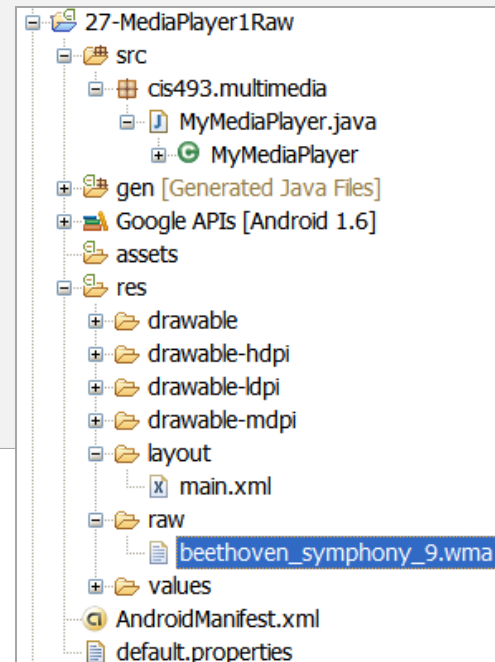 27-MediaPlayer1Raw
src
cis493.multimedia
MyMediaPlayer.java
MyMediaPlayer
gen [Generated Java Files]
Google APIs [Android 1.6]
assets
res
drawable
drawable-hdpi
drawable-ldpi
drawable-mdpi
layout
main.xml
raw
beethoven_symphony_9.wma
values
AndroidManifest.xml
default.properties